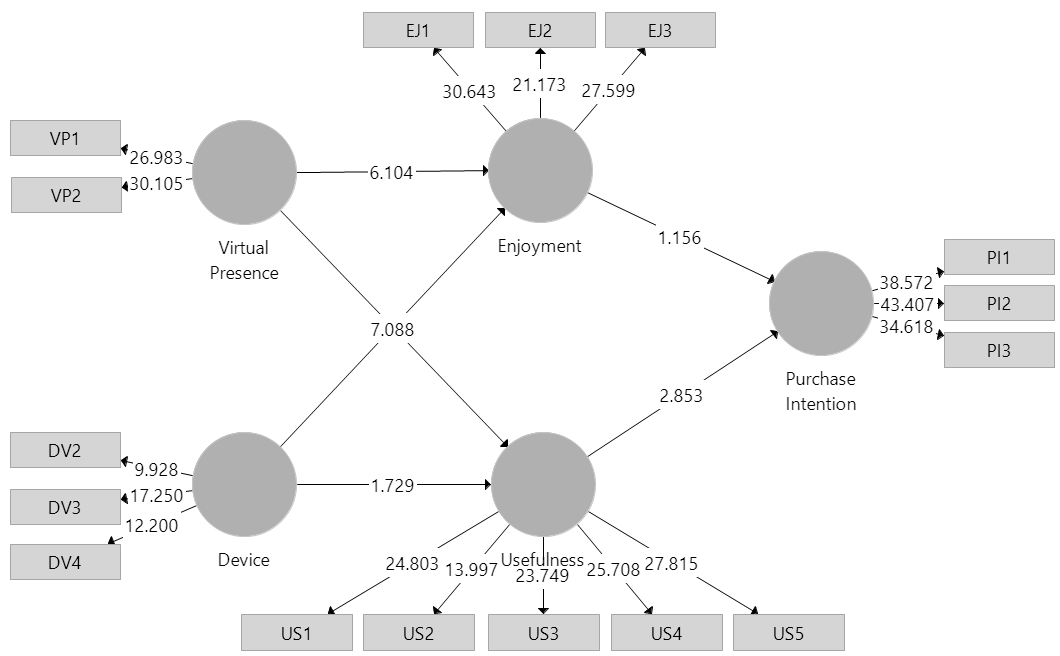 EJ1
EJ2
EJ3
30.643
21.173
27.599
VP1
VP2
26.983
30.105
6.104
Virtual
Presence
Enjoyment
1.156
7.088
PI1
PI2
PI3
38.572
43.407
34.618
Purchase
Intention
2.853
DV2
DV3
DV4
9.928
17.250
12.200
1.729
Device
Usefulness
24.803
13.997
23.749
25.708
27.815
US1
US2
US3
US4
US5